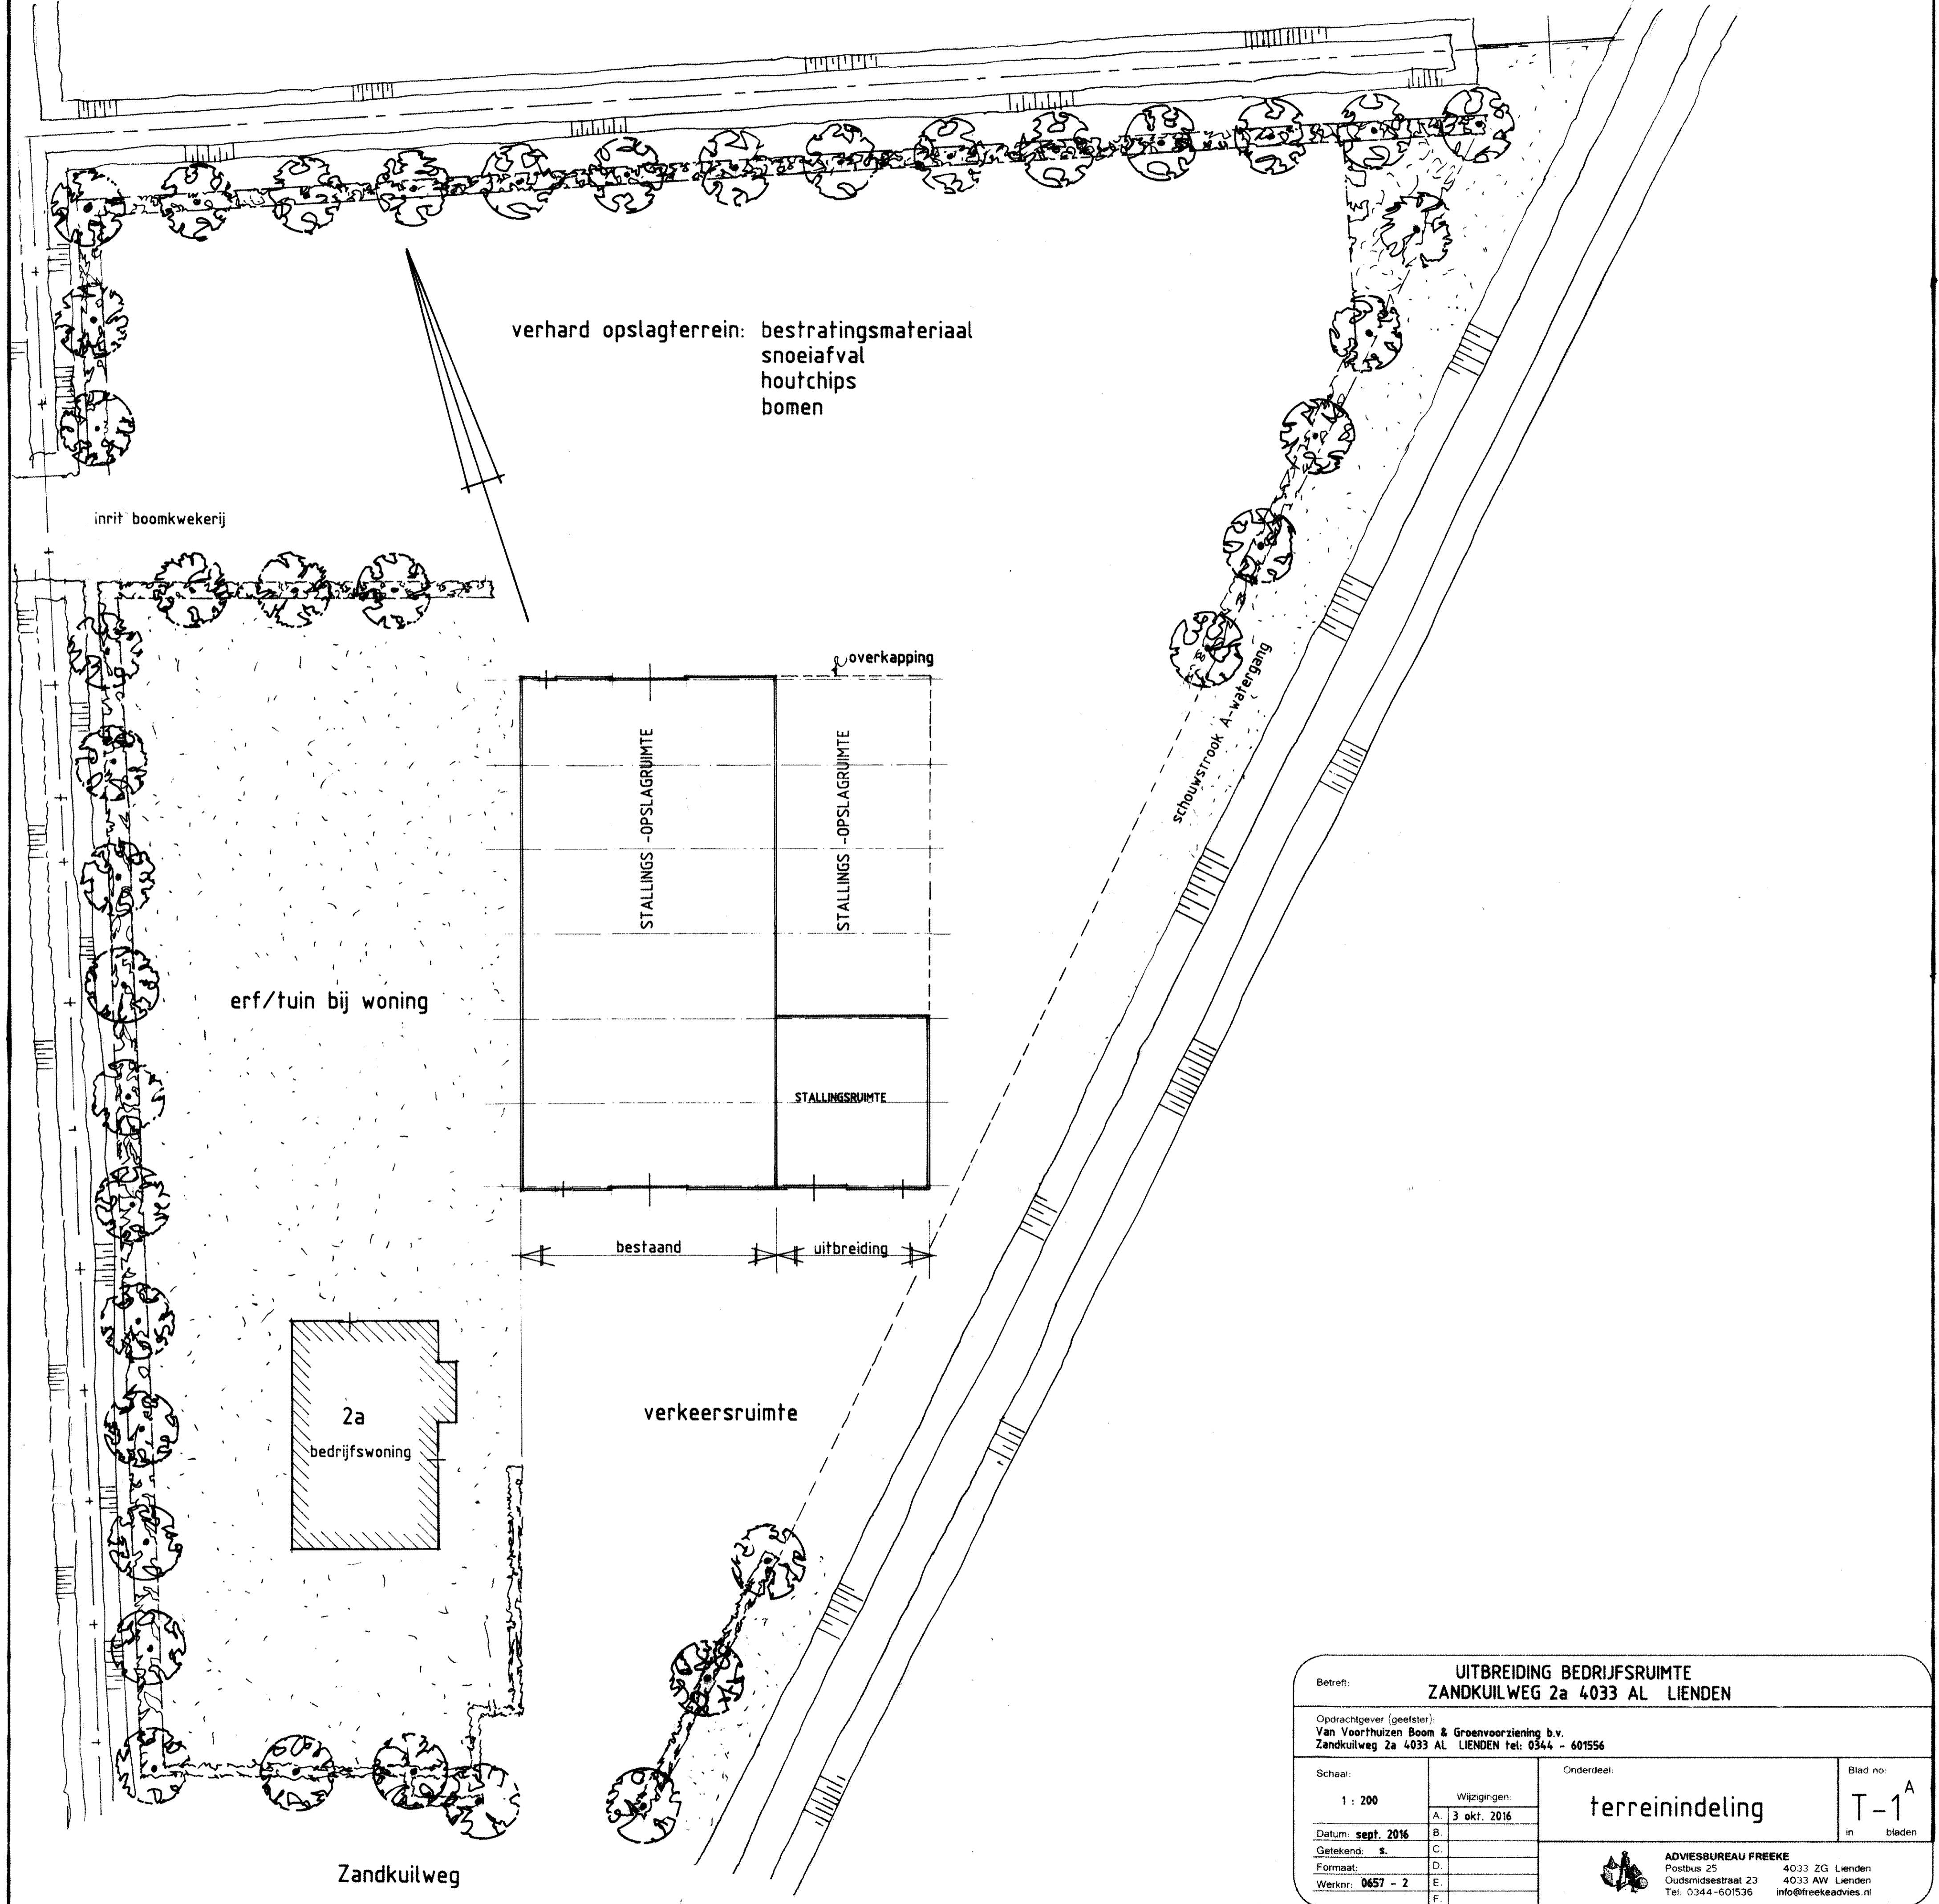 verhard opslagterrein: bestratingsmateriaal
snoeiafval
houtchips
bomen
inrit boomkwekerij
overkapping
STALLINGS -OPSLAGRUIMTE
STALLINGS -OPSLAGRUIMTE
schouwstrook A-watergang
erf/tuin bij woning
STALLINGSRUIMTE
bestaand
uitbreiding
2a
bedrijfswoning
verkeersruimte
Zandkuilweg
Betreft:
UITBREIDING BEDRIJFSRUIMTE
ZANDKUILWEG 2a 4033 AL LIENDEN
Opdrachtgever (geefster):
Van Voorthuizen Boom & Groenvoorziening b.v.
Zandkuilweg 2a 4033 AL LIENDEN tel: 0344 - 601556
Schaal:
1 : 200
Datum: sept. 2016
Getekend: s.
Formaat:
Werknr: 0657 - 2
Wijzigingen:
A. 3 okt. 2016
B.
C.
D.
E.
F.
Onderdeel:
terreinindeling
Blad no:
T-1 A
in bladen
ADVIESBUREAU FREEKE
Postbus 25 4033 ZG Lienden
Oudsmidsestraat 23 4033 AW Lienden
Tel: 0344-601536 info@freekeadvies.nl